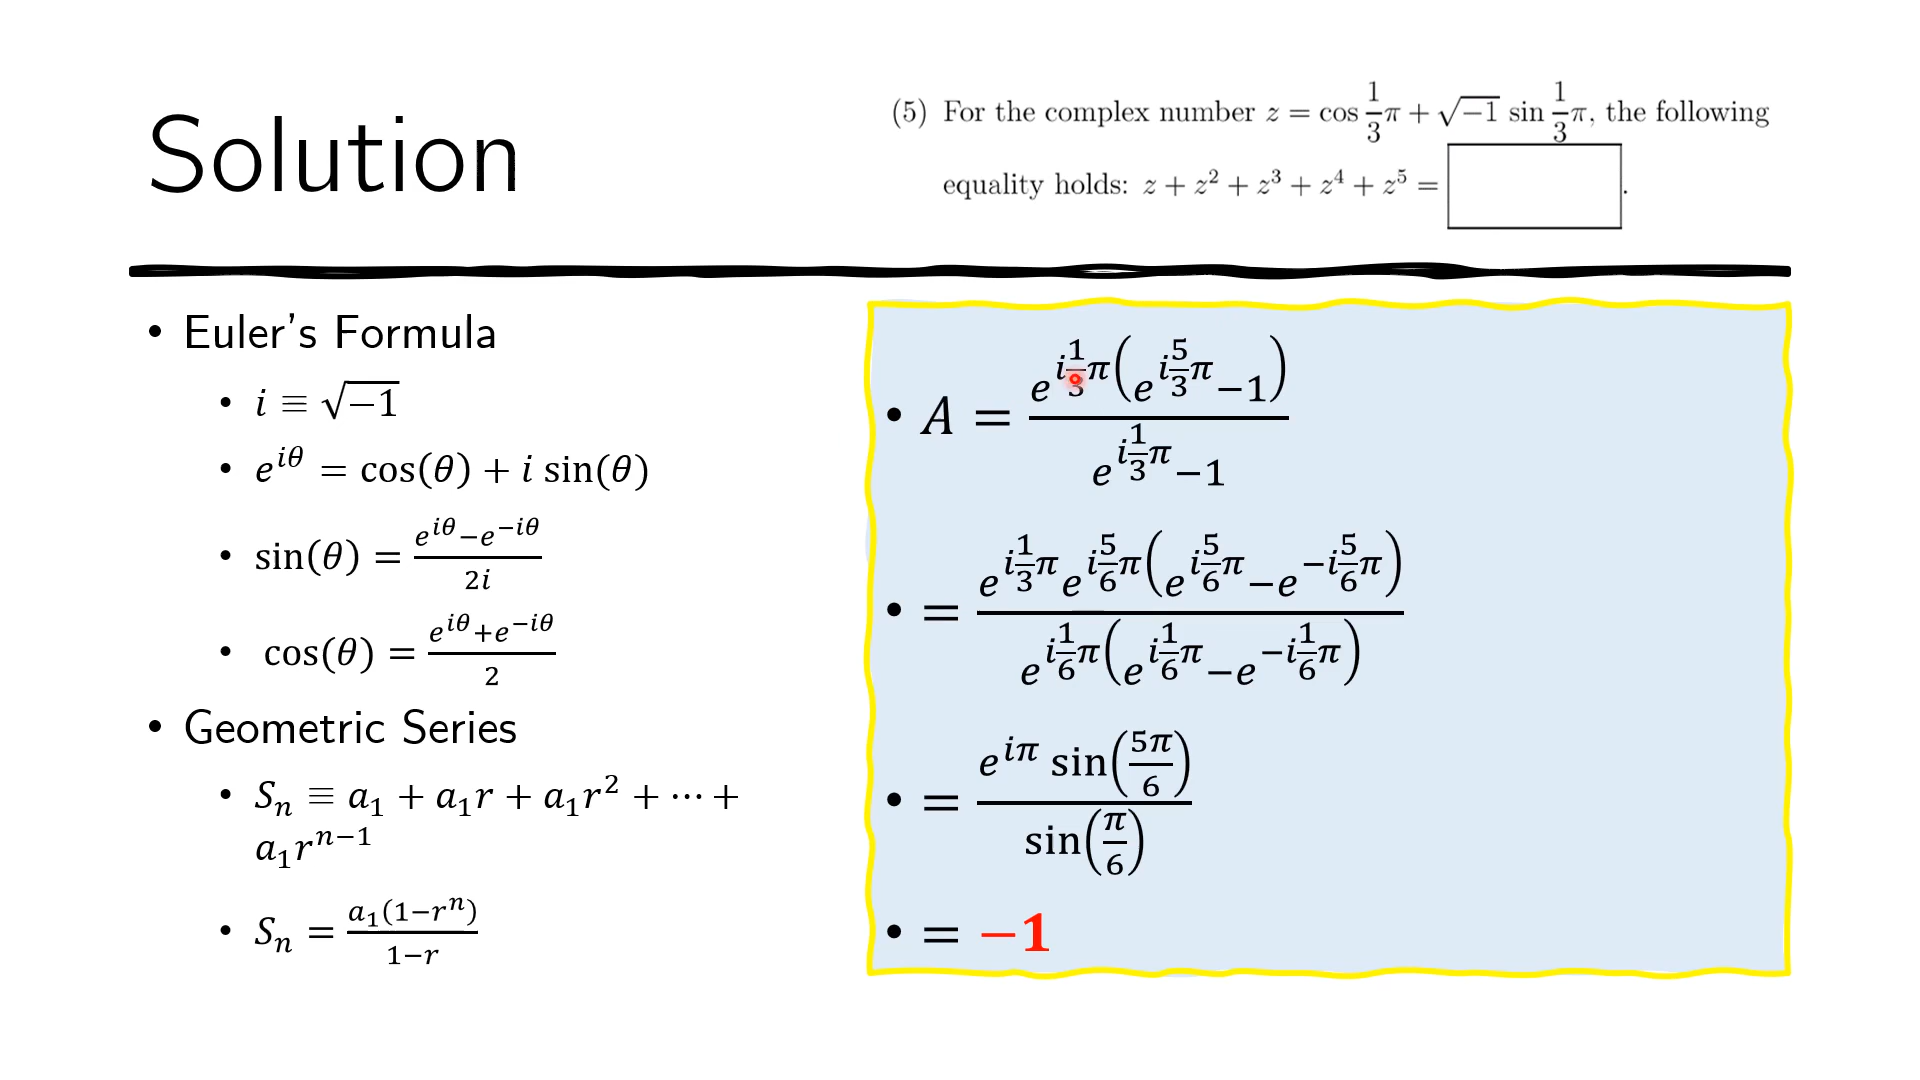 Solution
(5) For the complex number z = cos 1/3 π + √−1 sin 1/3 π, the following
equality holds: z + z² + z³ + z⁴ + z⁵ = .
• Euler's Formula
• i ≡ √−1
• e^{iθ} = cos(θ) + i sin(θ)
• sin(θ) = (e^{iθ}−e^{−iθ})/(2i)
• cos(θ) = (e^{iθ}+e^{−iθ})/2
• Geometric Series
• Sₙ ≡ a₁ + a₁r + a₁r² + ⋯ +
a₁r^{n−1}
• Sₙ = a₁(1−rⁿ)/(1−r)
• A = e^{i 1/3 π}(e^{i 5/3 π}−1)/(e^{i 1/3 π}−1)
• = e^{i 1/3 π}e^{i 5/6 π}(e^{i 5/6 π}−e^{−i 5/6 π})/(e^{i 1/6 π}(e^{i 1/6 π}−e^{−i 1/6 π}))
• = e^{iπ} sin(5π/6)/sin(π/6)
• = −1